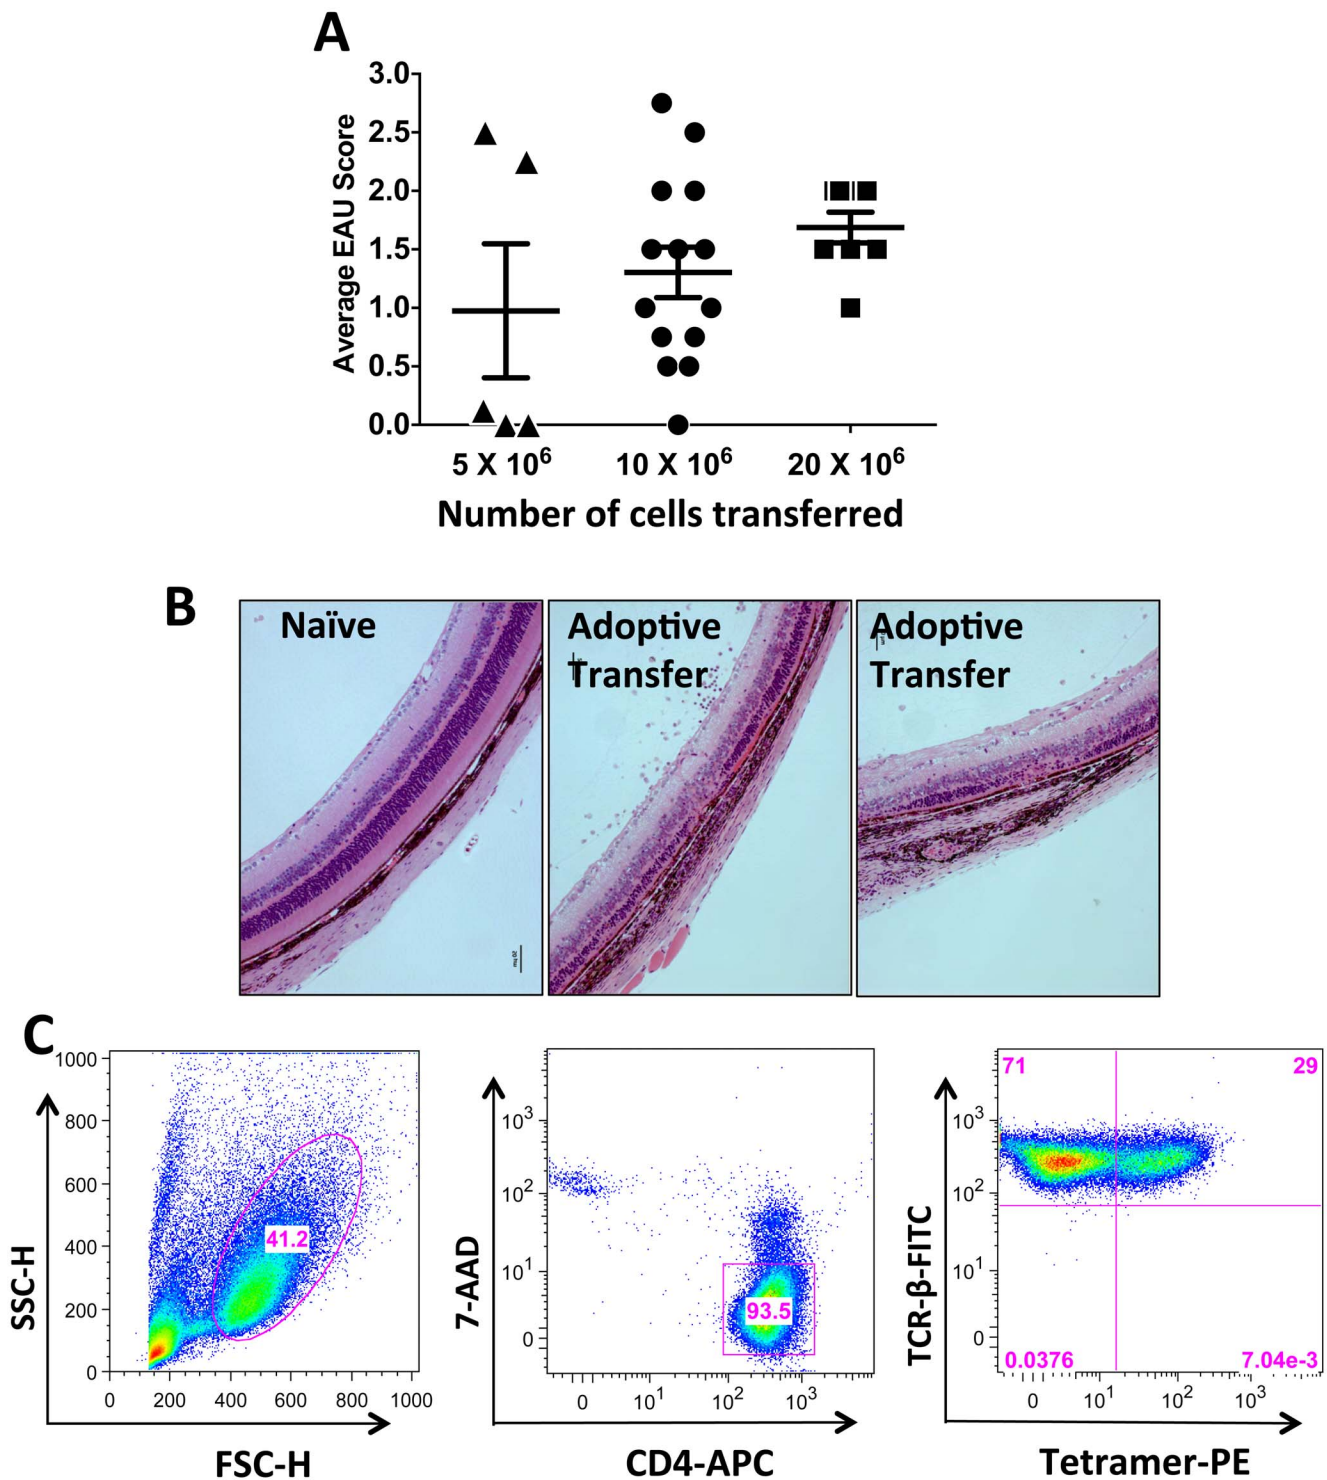 A
3.0
2.5
2.0
1.5
1.0
0.5
0.0
Average EAU Score
5 X 10⁶ 10 X 10⁶ 20 X 10⁶
Number of cells transferred
B
Naïve
Adoptive
Transfer
Adoptive
Transfer
20 µm
C
1000
800
600
400
200
0
SSC-H
41.2
0 200 400 600 800 1000
FSC-H
10³
10²
10¹
0
7-AAD
93.5
0 10¹ 10² 10³
CD4-APC
71 29
10³
10²
10¹
0
TCR-β-FITC
0.0376 7.04e-3
0 10¹ 10² 10³
Tetramer-PE